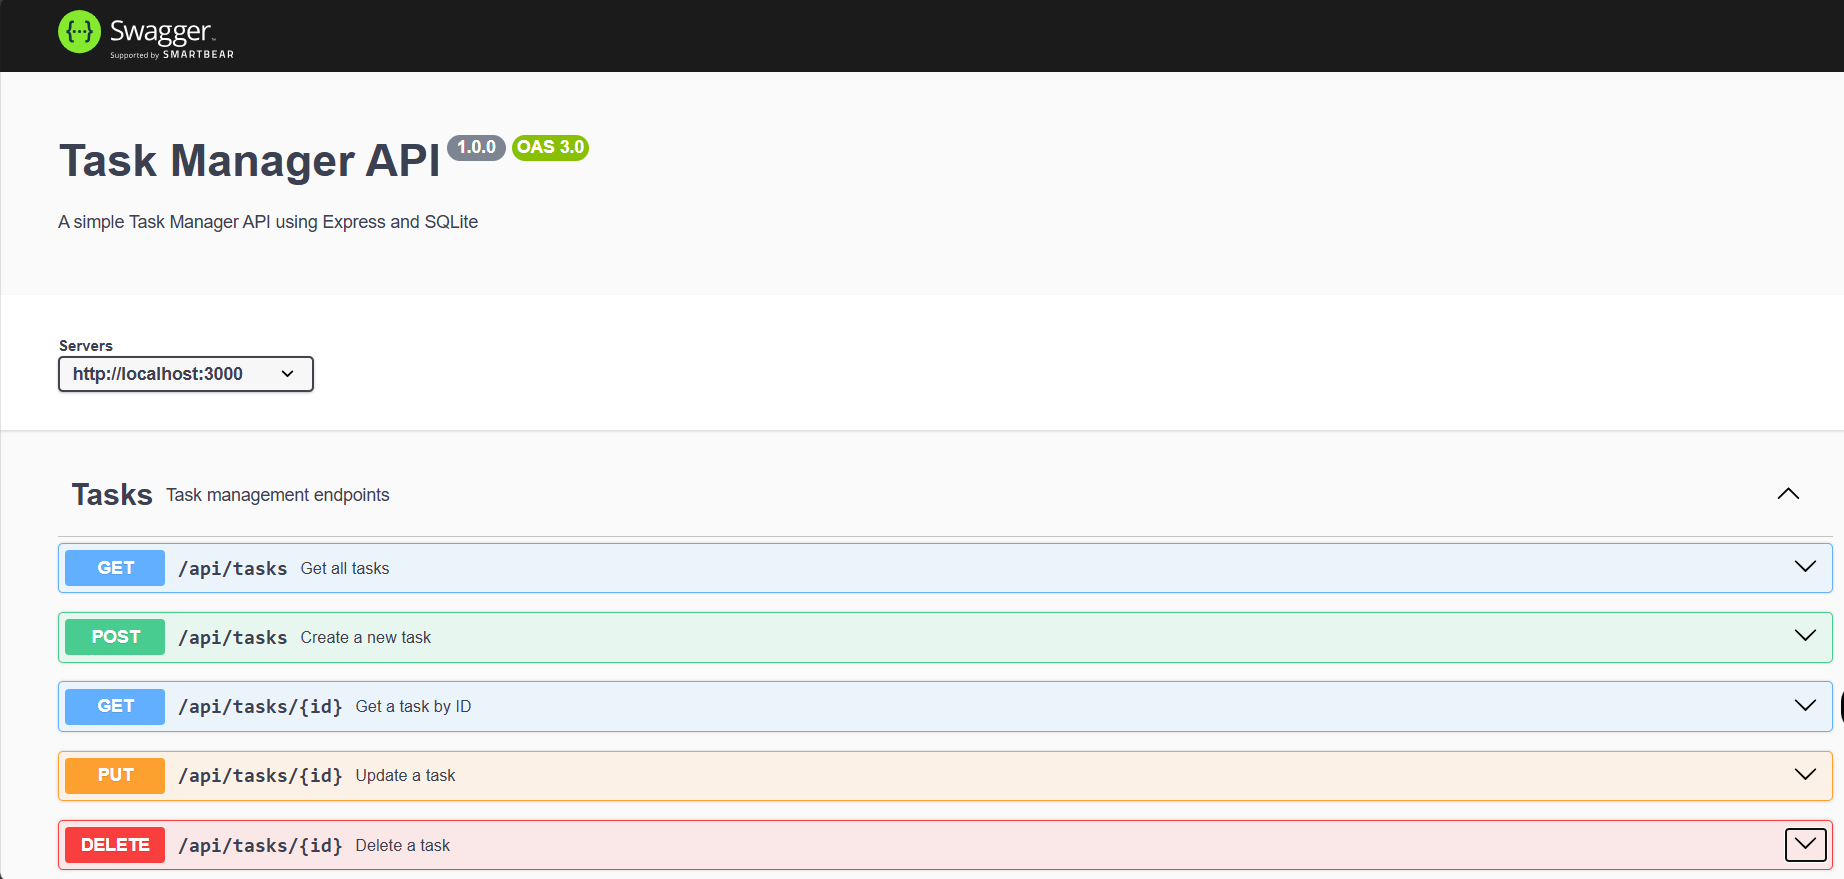 {···} Swagger™
Supported by SMARTBEAR
Task Manager API 1.0.0 OAS 3.0
A simple Task Manager API using Express and SQLite
Servers
http://localhost:3000
Tasks Task management endpoints
GET /api/tasks Get all tasks
POST /api/tasks Create a new task
GET /api/tasks/{id} Get a task by ID
PUT /api/tasks/{id} Update a task
DELETE /api/tasks/{id} Delete a task